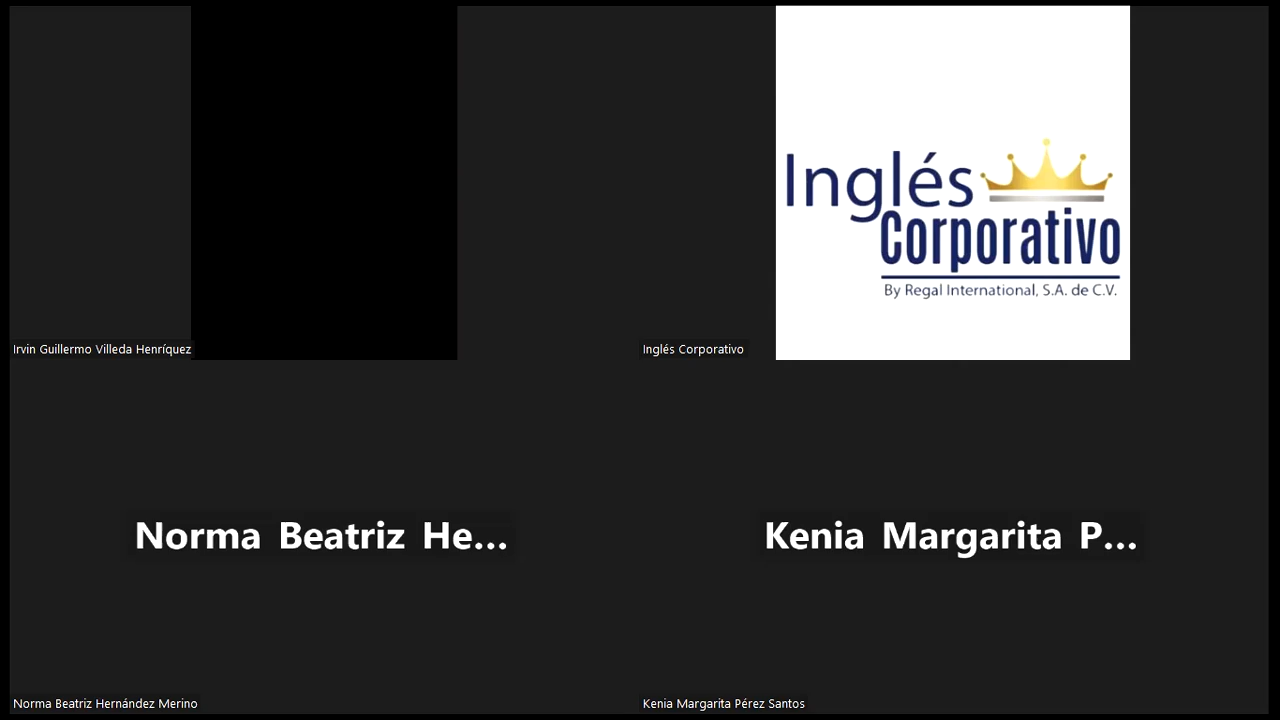 Inglés
Corporativo
By Regal International, S.A. de C.V.
Irvin Guillermo Villeda Henríquez
Inglés Corporativo
Norma Beatriz He...
Kenia Margarita P...
Norma Beatriz Hernández Merino
Kenia Margarita Pérez Santos